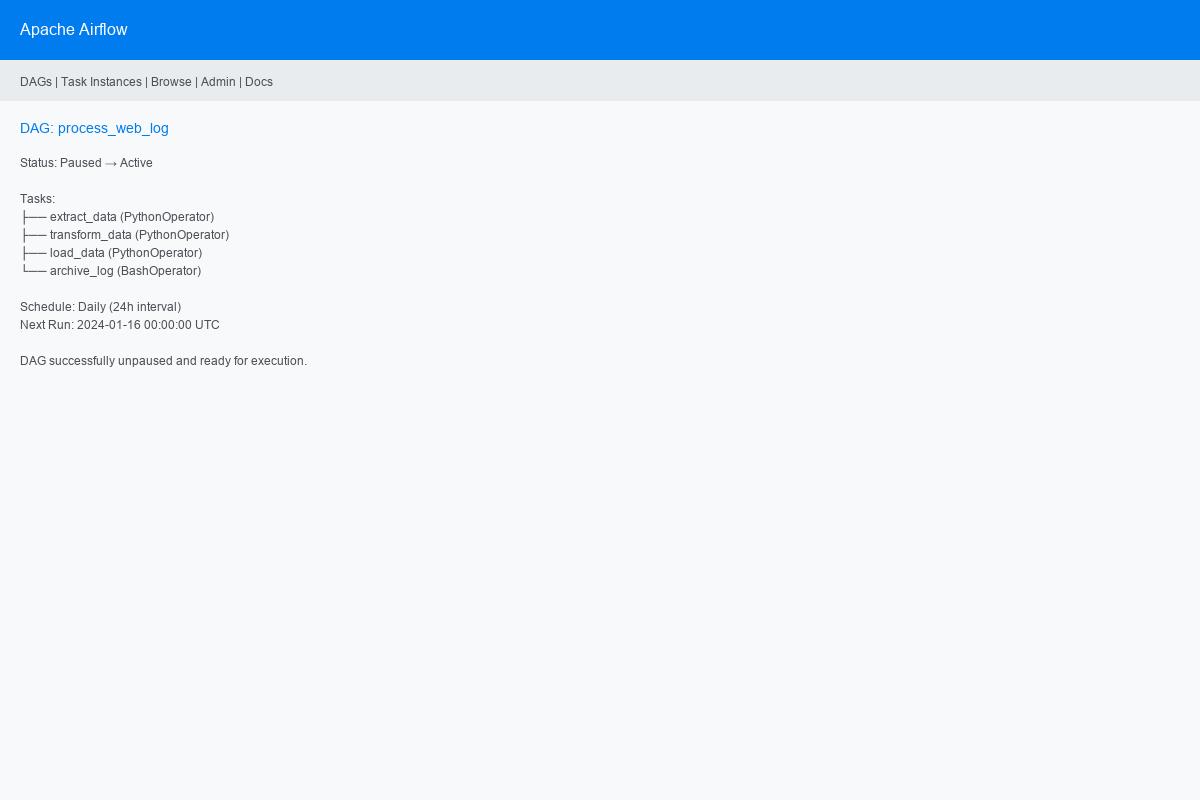 Apache Airflow
DAGs | Task Instances | Browse | Admin | Docs
DAG: process_web_log
Status: Paused → Active
Tasks:
├── extract_data (PythonOperator)
├── transform_data (PythonOperator)
├── load_data (PythonOperator)
└── archive_log (BashOperator)
Schedule: Daily (24h interval)
Next Run: 2024-01-16 00:00:00 UTC
DAG successfully unpaused and ready for execution.